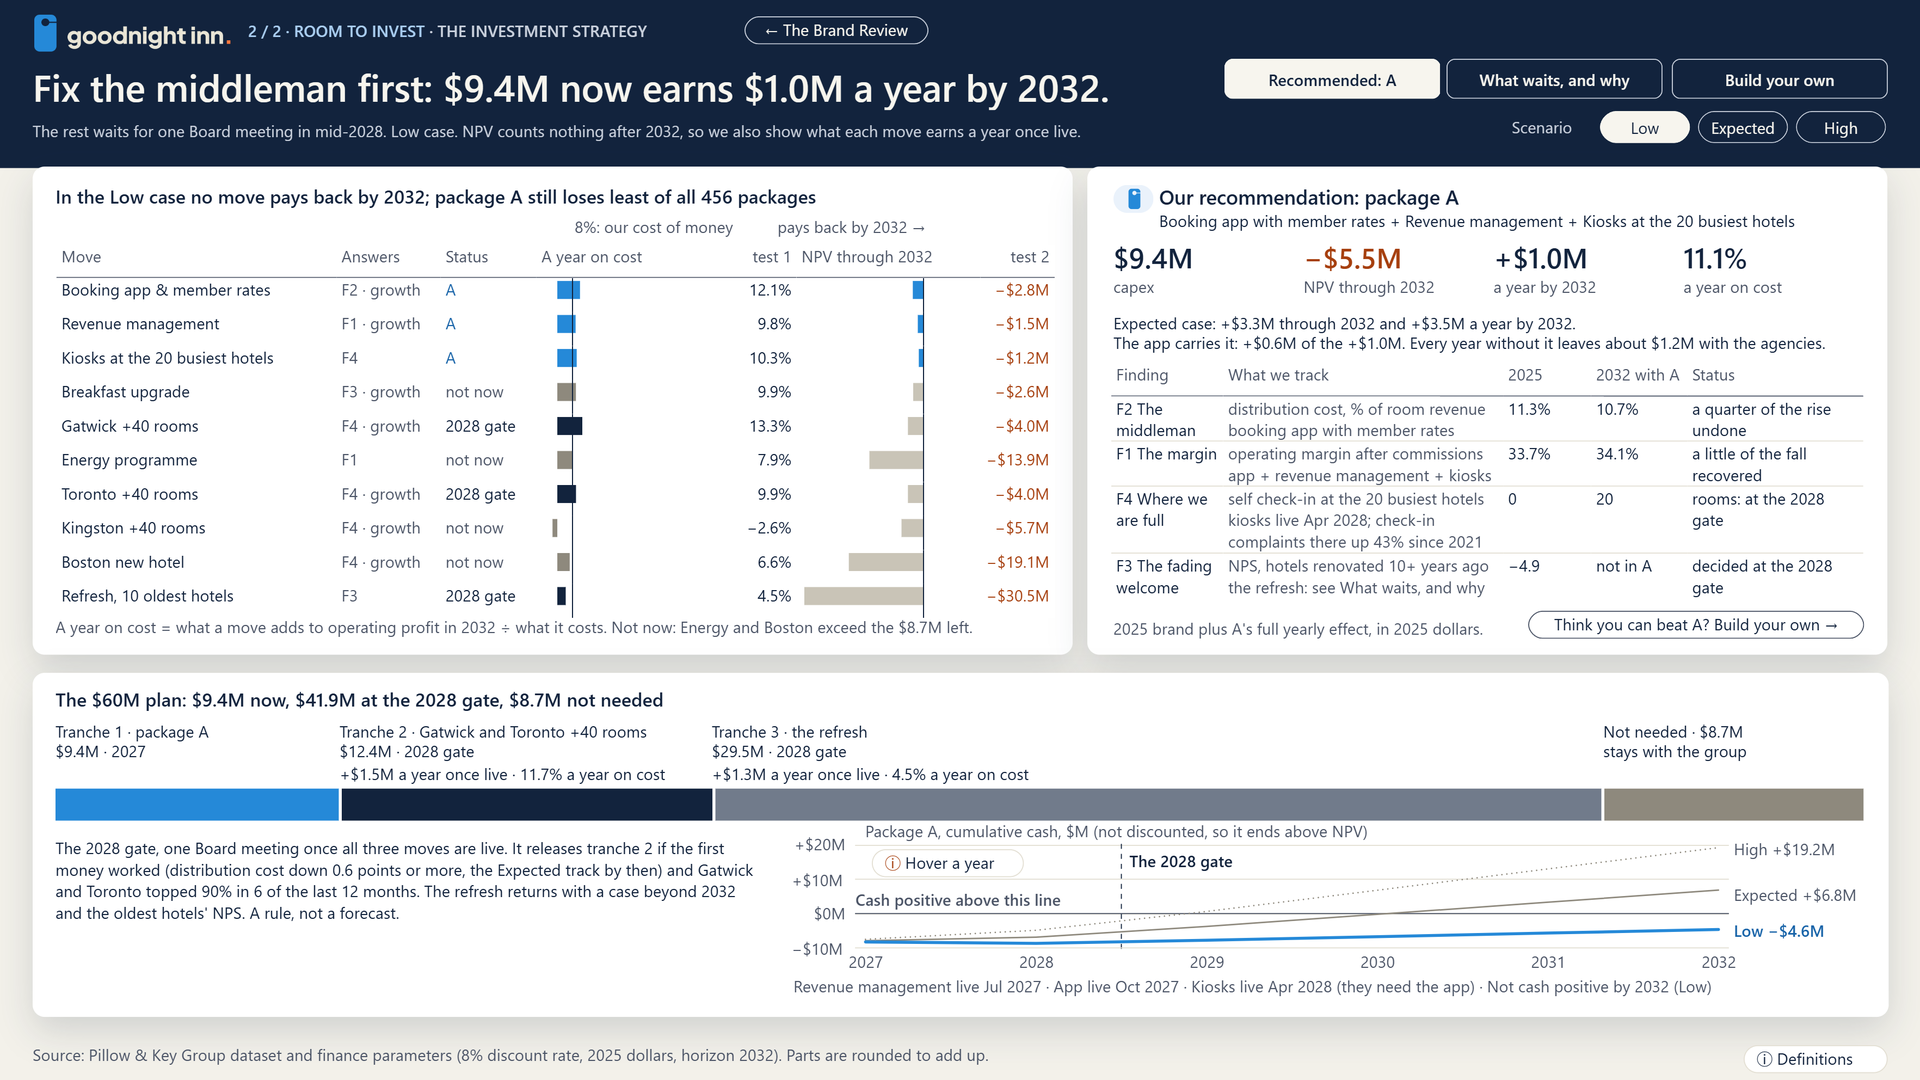 goodnight inn.
2 / 2 · ROOM TO INVEST · THE INVESTMENT STRATEGY
← The Brand Review
Fix the middleman first: $9.4M now earns $1.0M a year by 2032.
The rest waits for one Board meeting in mid-2028. Low case. NPV counts nothing after 2032, so we also show what each move earns a year once live.
Recommended: A
What waits, and why
Build your own
Scenario
Low
Expected
High
In the Low case no move pays back by 2032; package A still loses least of all 456 packages
8%: our cost of money
pays back by 2032 →
Move Answers Status A year on cost test 1 NPV through 2032 test 2
Booking app & member rates F2 · growth A 12.1% −$2.8M
Revenue management F1 · growth A 9.8% −$1.5M
Kiosks at the 20 busiest hotels F4 A 10.3% −$1.2M
Breakfast upgrade F3 · growth not now 9.9% −$2.6M
Gatwick +40 rooms F4 · growth 2028 gate 13.3% −$4.0M
Energy programme F1 not now 7.9% −$13.9M
Toronto +40 rooms F4 · growth 2028 gate 9.9% −$4.0M
Kingston +40 rooms F4 · growth not now −2.6% −$5.7M
Boston new hotel F4 · growth not now 6.6% −$19.1M
Refresh, 10 oldest hotels F3 2028 gate 4.5% −$30.5M
A year on cost = what a move adds to operating profit in 2032 ÷ what it costs. Not now: Energy and Boston exceed the $8.7M left.
Our recommendation: package A
Booking app with member rates + Revenue management + Kiosks at the 20 busiest hotels
$9.4M −$5.5M +$1.0M 11.1%
capex NPV through 2032 a year by 2032 a year on cost
Expected case: +$3.3M through 2032 and +$3.5M a year by 2032.
The app carries it: +$0.6M of the +$1.0M. Every year without it leaves about $1.2M with the agencies.
Finding What we track 2025 2032 with A Status
F2 The distribution cost, % of room revenue 11.3% 10.7% a quarter of the rise
middleman booking app with member rates undone
F1 The margin operating margin after commissions 33.7% 34.1% a little of the fall
app + revenue management + kiosks recovered
F4 Where we self check-in at the 20 busiest hotels 0 20 rooms: at the 2028
are full kiosks live Apr 2028; check-in gate
complaints there up 43% since 2021
F3 The fading NPS, hotels renovated 10+ years ago −4.9 not in A decided at the 2028
welcome the refresh: see What waits, and why gate
2025 brand plus A's full yearly effect, in 2025 dollars.
Think you can beat A? Build your own →
The $60M plan: $9.4M now, $41.9M at the 2028 gate, $8.7M not needed
Tranche 1 · package A
$9.4M · 2027
Tranche 2 · Gatwick and Toronto +40 rooms
$12.4M · 2028 gate
+$1.5M a year once live · 11.7% a year on cost
Tranche 3 · the refresh
$29.5M · 2028 gate
+$1.3M a year once live · 4.5% a year on cost
Not needed · $8.7M
stays with the group
The 2028 gate, one Board meeting once all three moves are live. It releases tranche 2 if the first
money worked (distribution cost down 0.6 points or more, the Expected track by then) and Gatwick
and Toronto topped 90% in 6 of the last 12 months. The refresh returns with a case beyond 2032
and the oldest hotels' NPS. A rule, not a forecast.
Package A, cumulative cash, $M (not discounted, so it ends above NPV)
+$20M
+$10M
$0M
−$10M
ⓘ Hover a year
The 2028 gate
Cash positive above this line
High +$19.2M
Expected +$6.8M
Low −$4.6M
2027 2028 2029 2030 2031 2032
Revenue management live Jul 2027 · App live Oct 2027 · Kiosks live Apr 2028 (they need the app) · Not cash positive by 2032 (Low)
Source: Pillow & Key Group dataset and finance parameters (8% discount rate, 2025 dollars, horizon 2032). Parts are rounded to add up.
ⓘ Definitions